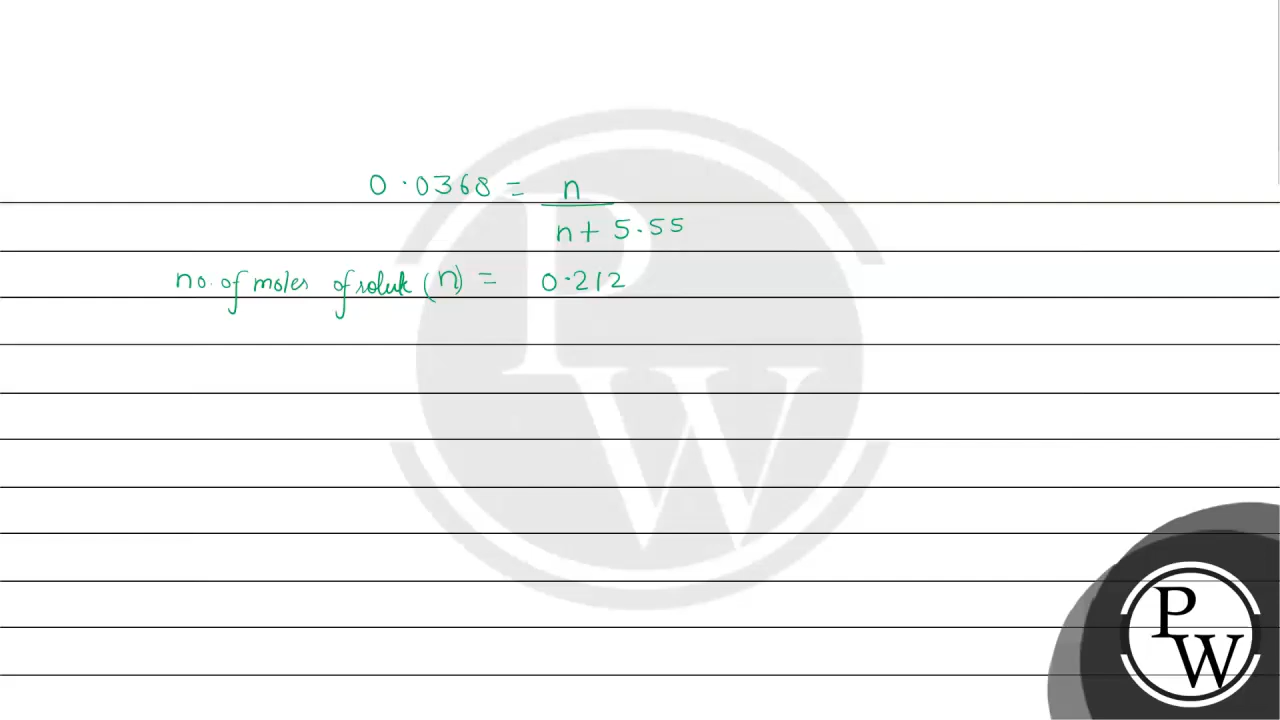 0.0368 = n
n + 5.55
no. of moles of solute (n) = 0.212
P
W
P
W